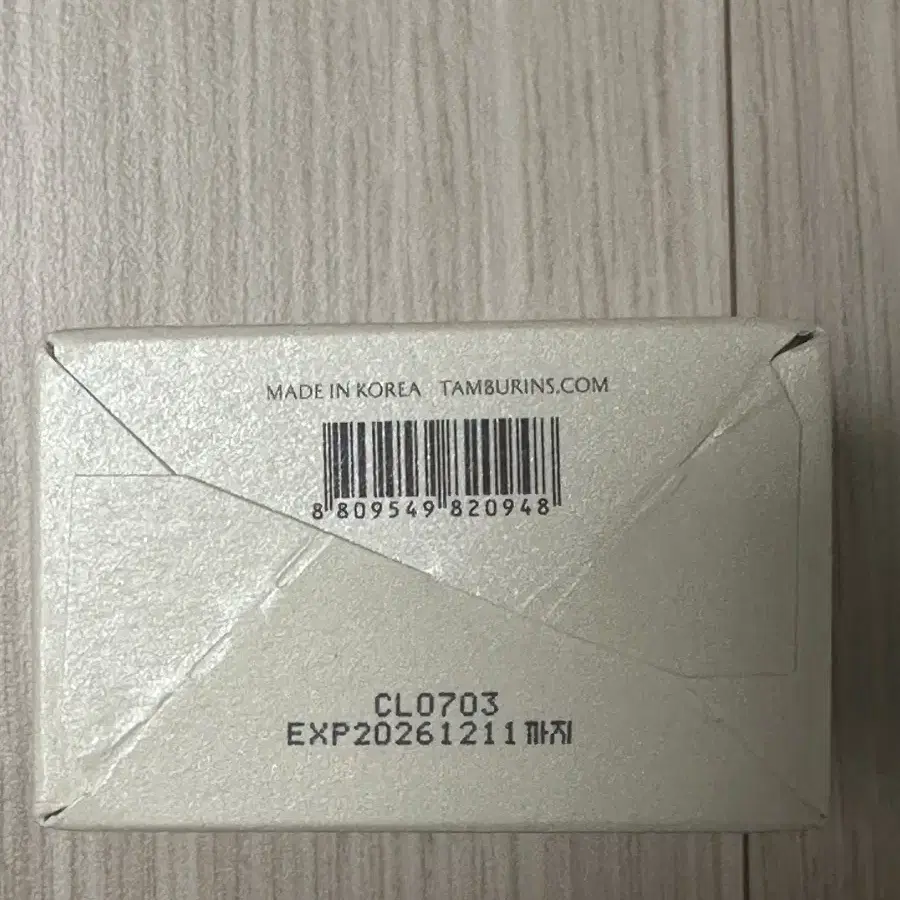 MADE IN KOREA TAMBURINS.COM
8 809549 820948
CL0703
EXP20261211까지